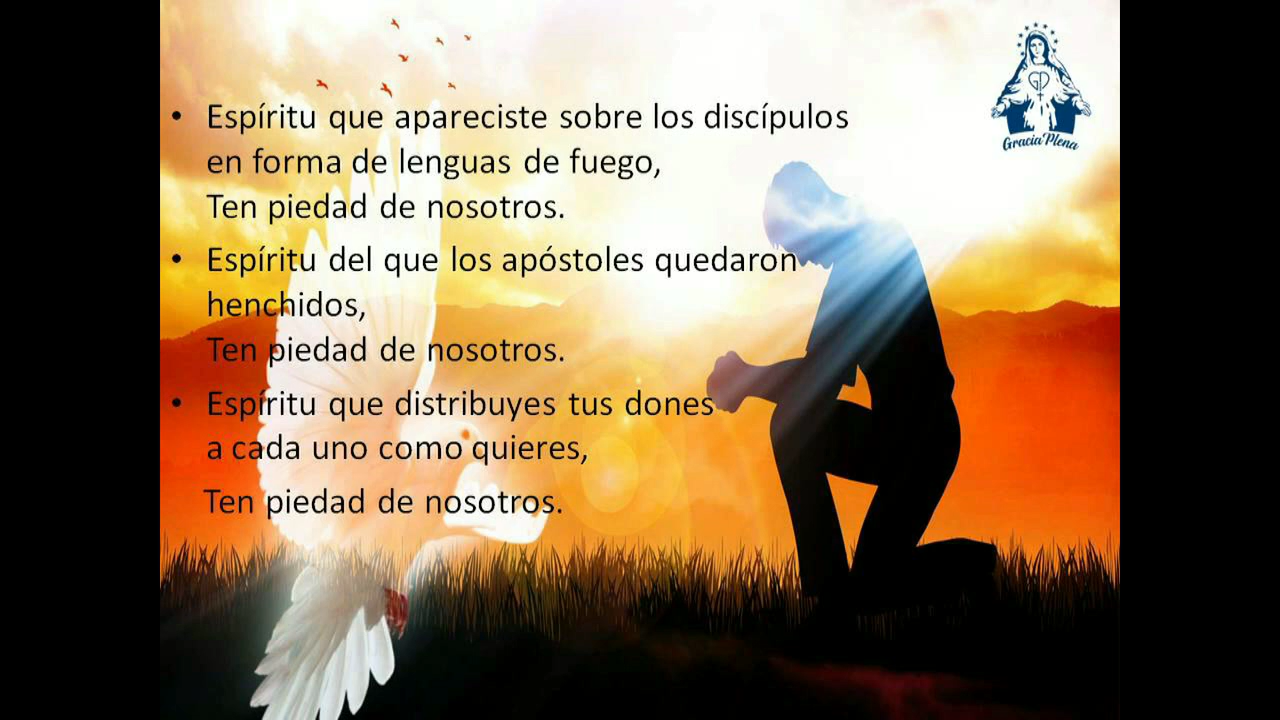 Gracia Plena
• Espíritu que apareciste sobre los discípulos
en forma de lenguas de fuego,
Ten piedad de nosotros.
• Espíritu del que los apóstoles quedaron
henchidos,
Ten piedad de nosotros.
• Espíritu que distribuyes tus dones
a cada uno como quieres,
Ten piedad de nosotros.